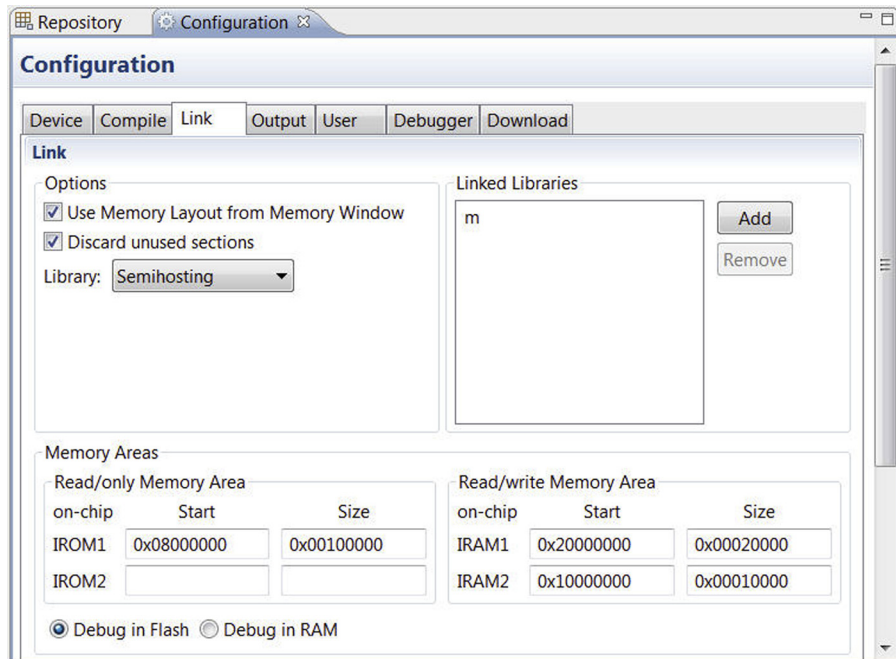 Repository
Configuration
Configuration
Device Compile Link Output User Debugger Download
Link
Options
Use Memory Layout from Memory Window
Discard unused sections
Library: Semihosting
Linked Libraries
m
Add
Remove
Memory Areas
Read/only Memory Area
on-chip Start Size
IROM1 0x08000000 0x00100000
IROM2
Read/write Memory Area
on-chip Start Size
IRAM1 0x20000000 0x00020000
IRAM2 0x10000000 0x00010000
Debug in Flash Debug in RAM